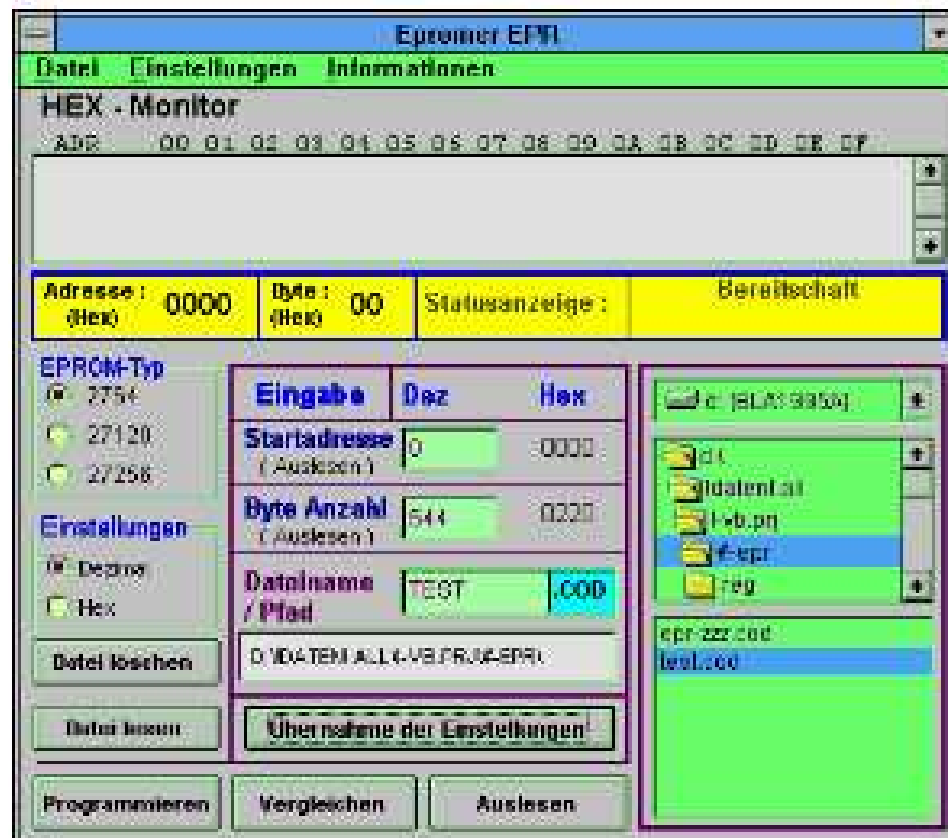 Epromer EPR
Datei Einstellungen Informationen
HEX - Monitor
ADR 00 01 02 03 04 05 06 07 08 09 0A 0B 0C 0D 0E 0F
Adresse : (Hex) 0000 Byte : (Hex) 00 Statusanzeige : Bereitschaft
EPROM-Typ
2764
27128
27256
Einstellungen
Dezimal
Hex
Datei löschen
Datei lesen
Eingabe Dez Hex
Startadresse 0 0000
( Auslesen )
Byte Anzahl 544 0220
( Auslesen )
Dateiname / Pfad TEST .COD
Übernahme der Einstellungen
Programmieren Vergleichen Auslesen
d:\
reg
epr-zzz.cod
test.cod